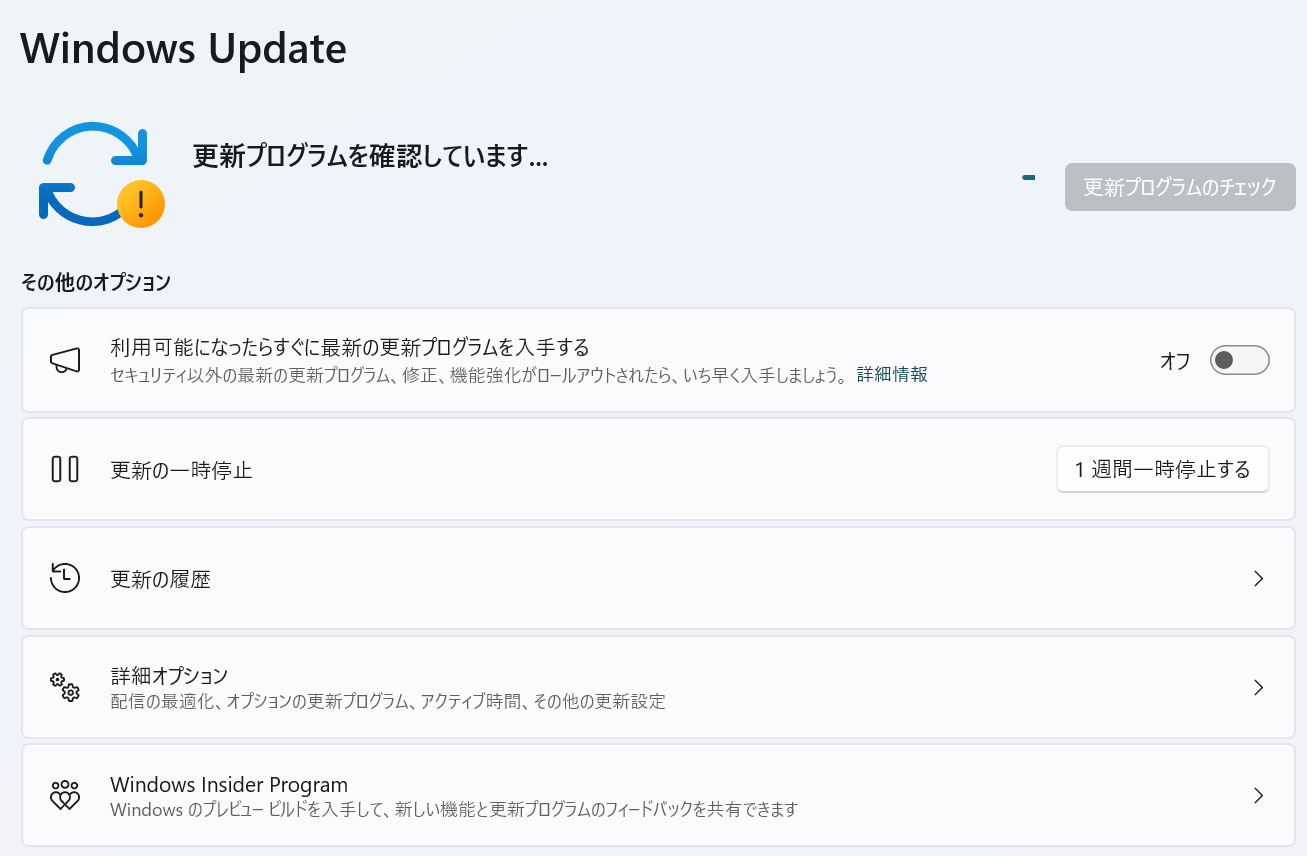 Windows Update
更新プログラムを確認しています...
更新プログラムのチェック
その他のオプション
利用可能になったらすぐに最新の更新プログラムを入手する
セキュリティ以外の最新の更新プログラム、修正、機能強化がロールアウトされたら、いち早く入手しましょう。 詳細情報
オフ
更新の一時停止
1 週間一時停止する
更新の履歴
詳細オプション
配信の最適化、オプションの更新プログラム、アクティブ時間、その他の更新設定
Windows Insider Program
Windows のプレビュー ビルドを入手して、新しい機能と更新プログラムのフィードバックを共有できます